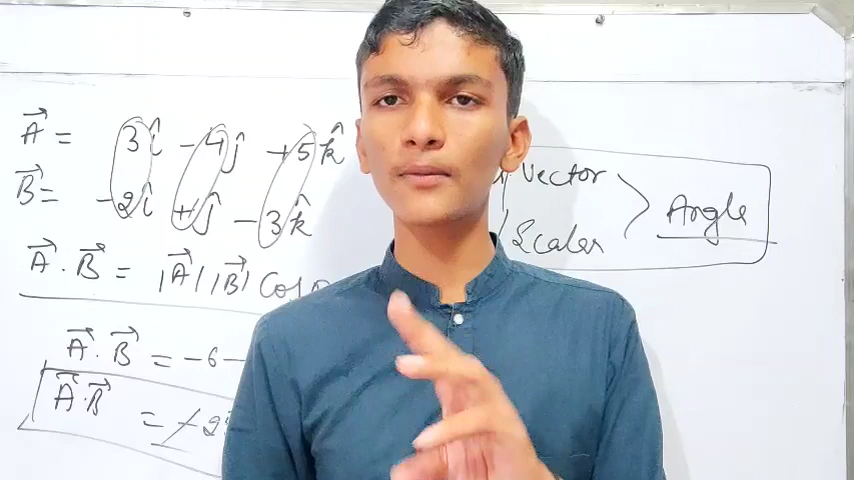 A⃗ = 3î - 4ĵ + 5k̂
B⃗ = -2î + ĵ - 3k̂
A⃗ . B⃗ = |A⃗| |B⃗| Cos
A⃗ . B⃗ = -6 -
A⃗ . B⃗ = -2
Vector
Scaler
Angle